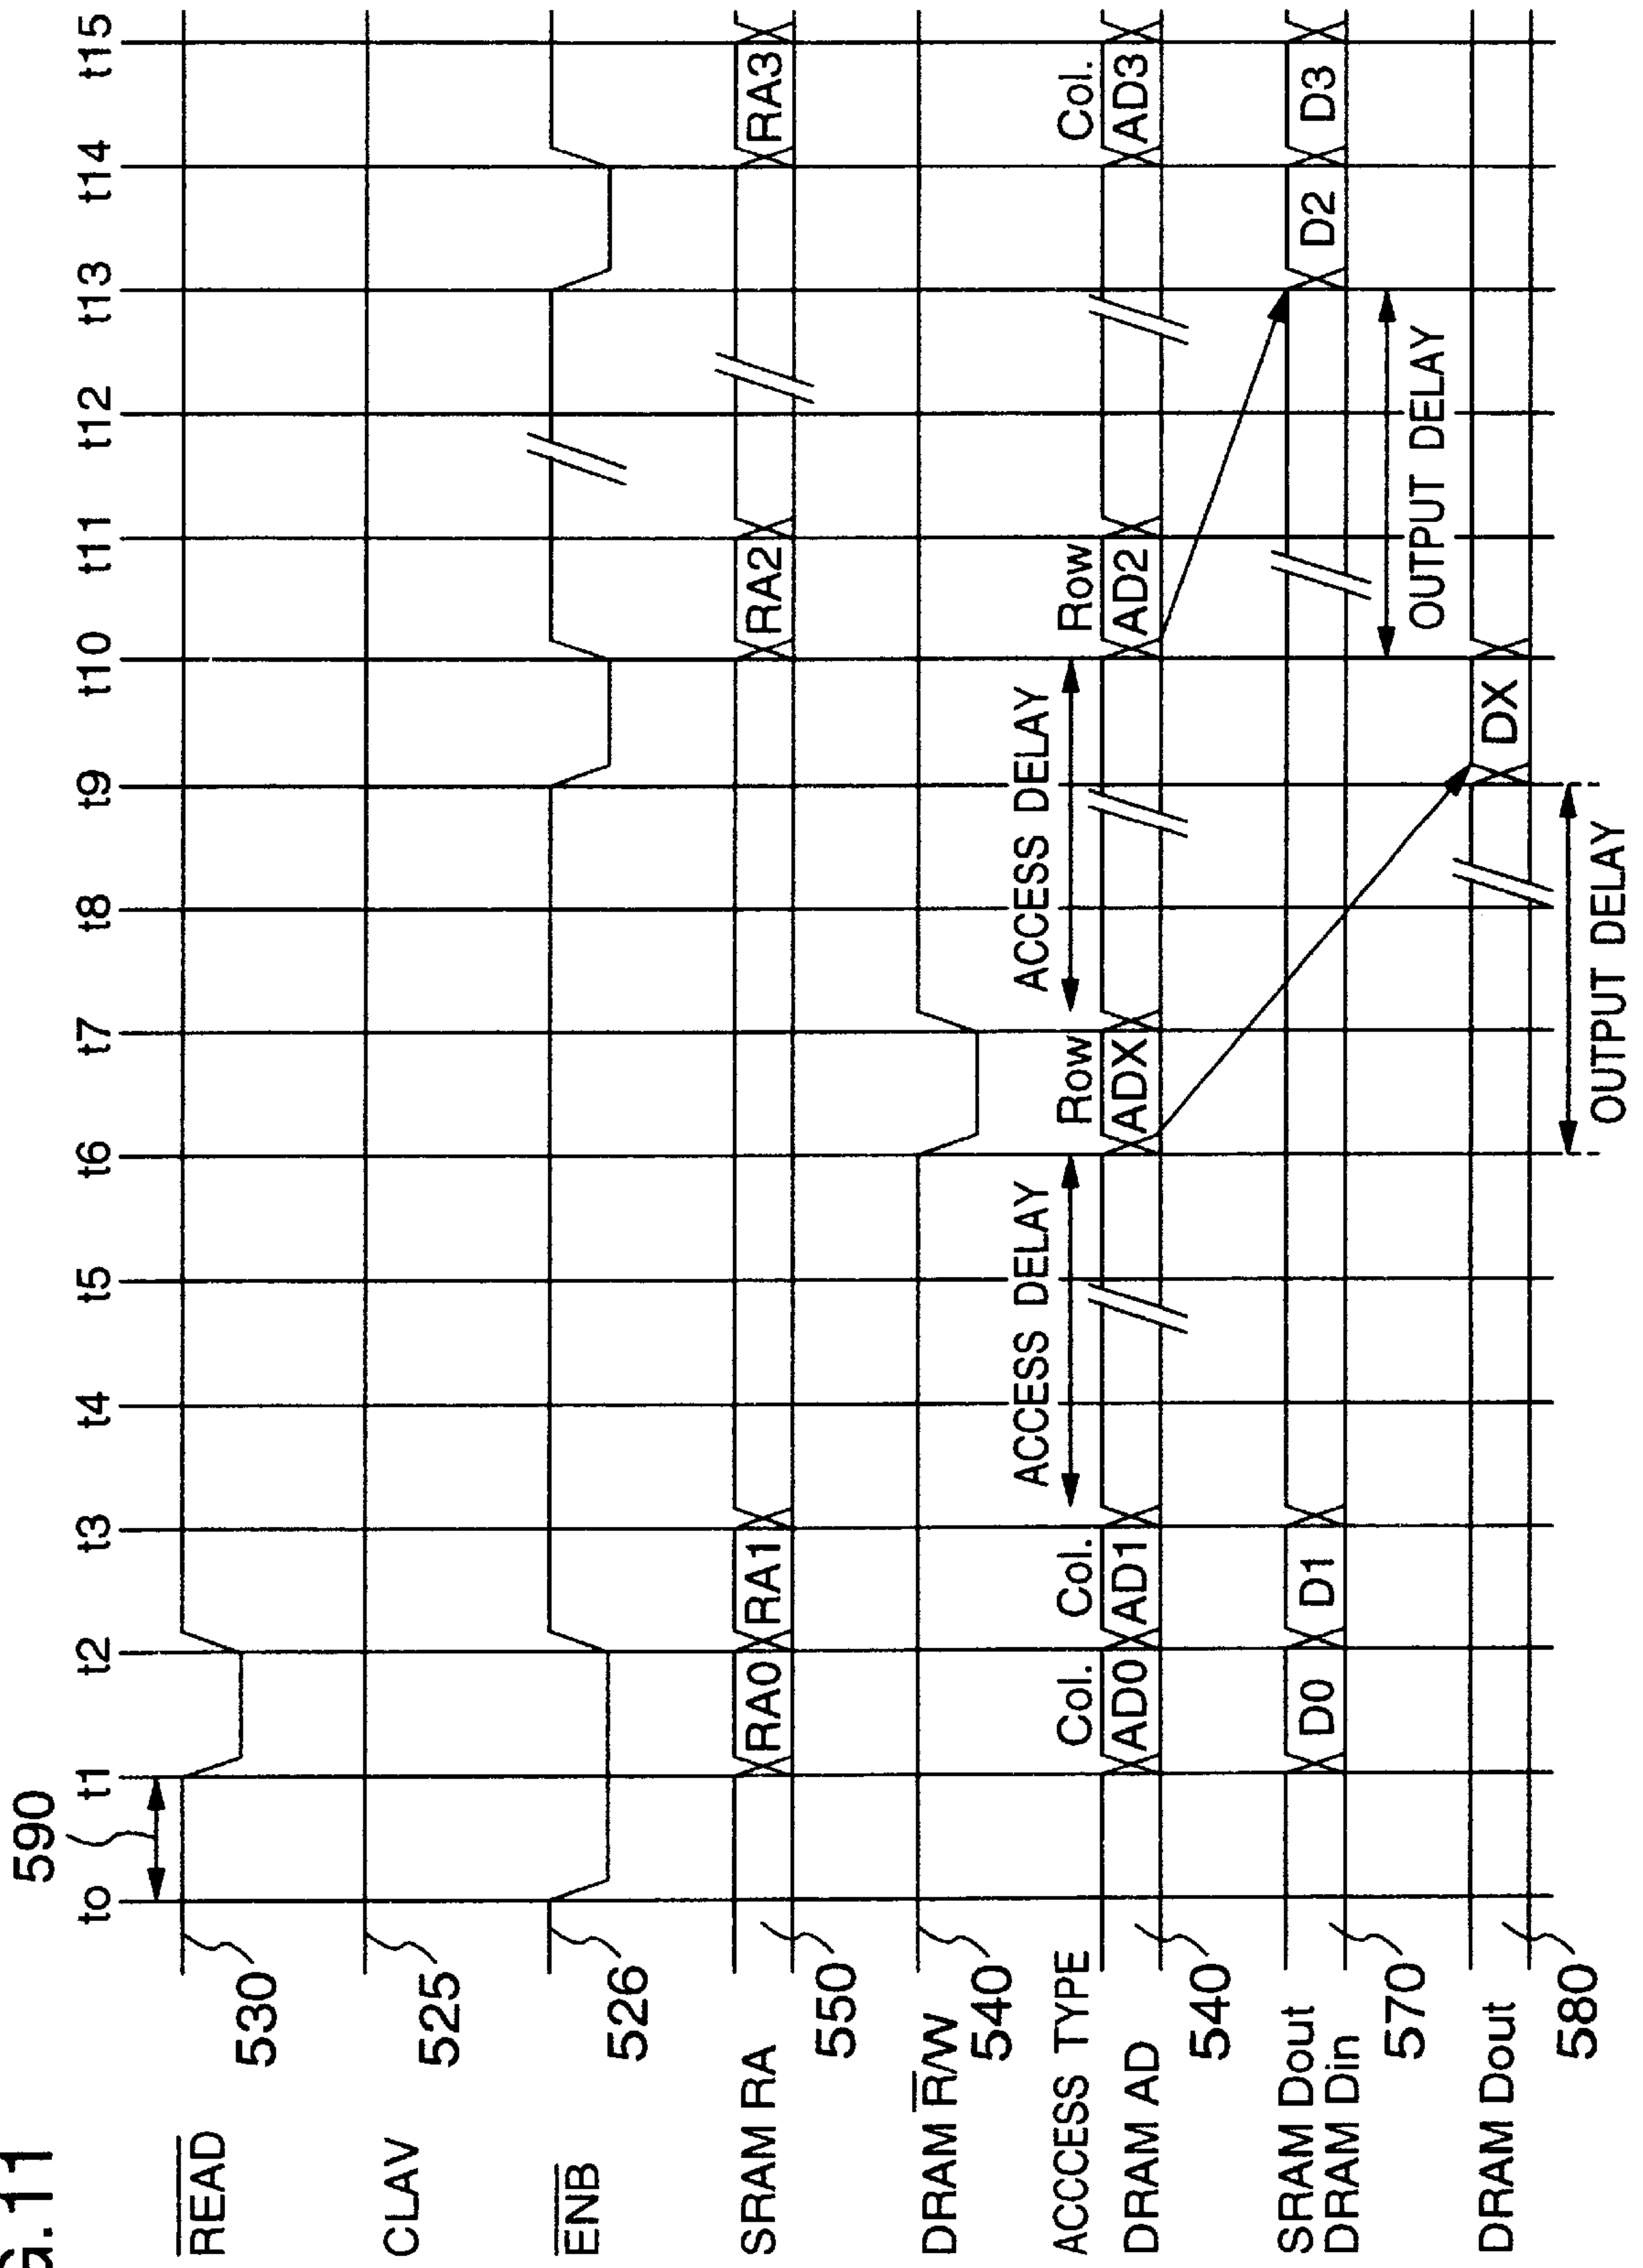 G.11
590
to t1 t2 t3 t4 t5 t6 t7 t8 t9 t10 t11 t12 t13 t14 t15
READ
530
CLAV
525
ENB
526
SRAM RA
550
RA0 RA1 RA2 RA3
DRAM R/W
540
ACCCESS TYPE
Col. Col. ACCESS DELAY Row ACCESS DELAY Row Col.
DRAM AD
540
AD0 AD1 ADX AD2 AD3
SRAM Dout
DRAM Din
570
D0 D1 D2 D3
OUTPUT DELAY
DRAM Dout
580
DX
OUTPUT DELAY